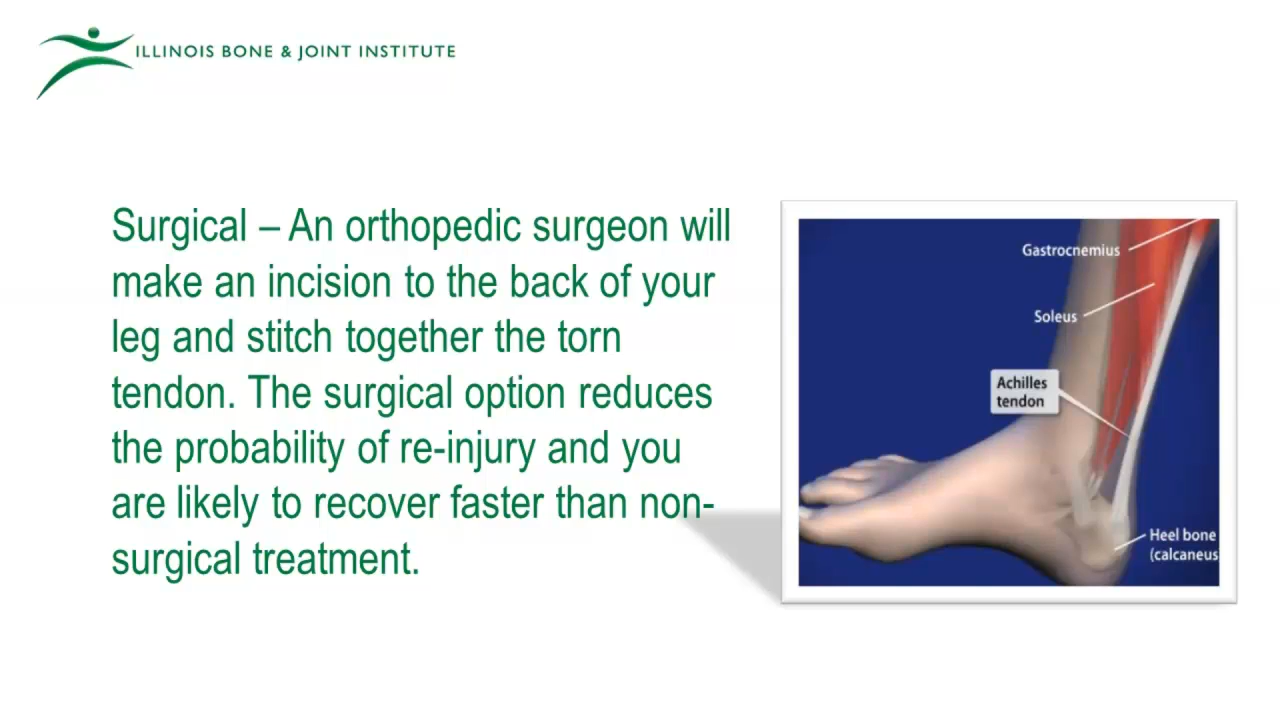 ILLINOIS BONE & JOINT INSTITUTE
Surgical – An orthopedic surgeon will
make an incision to the back of your
leg and stitch together the torn
tendon. The surgical option reduces
the probability of re-injury and you
are likely to recover faster than non-
surgical treatment.
Gastrocnemius
Soleus
Achilles
tendon
Heel bone
(calcaneus